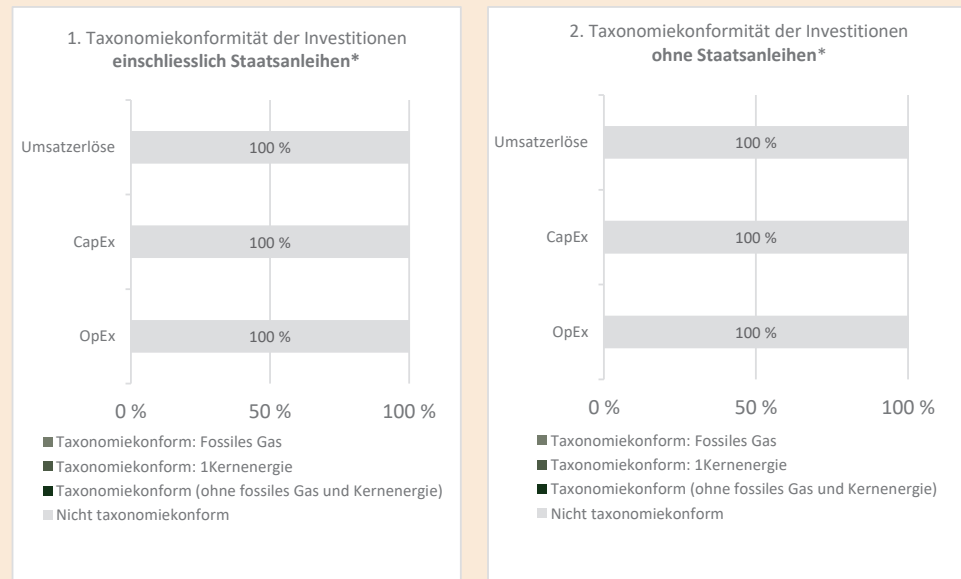 1. Taxonomiekonformität der Investitionen
einschliesslich Staatsanleihen*
Umsatzerlöse
100 %
CapEx
100 %
OpEx
100 %
0 %
50 %
100 %
Taxonomiekonform: Fossiles Gas
Taxonomiekonform: 1Kernenergie
Taxonomiekonform (ohne fossiles Gas und Kernenergie)
Nicht taxonomiekonform
2. Taxonomiekonformität der Investitionen
ohne Staatsanleihen*
Umsatzerlöse
100 %
CapEx
100 %
OpEx
100 %
0 %
50 %
100 %
Taxonomiekonform: Fossiles Gas
Taxonomiekonform: 1Kernenergie
Taxonomiekonform (ohne fossiles Gas und Kernenergie)
Nicht taxonomiekonform